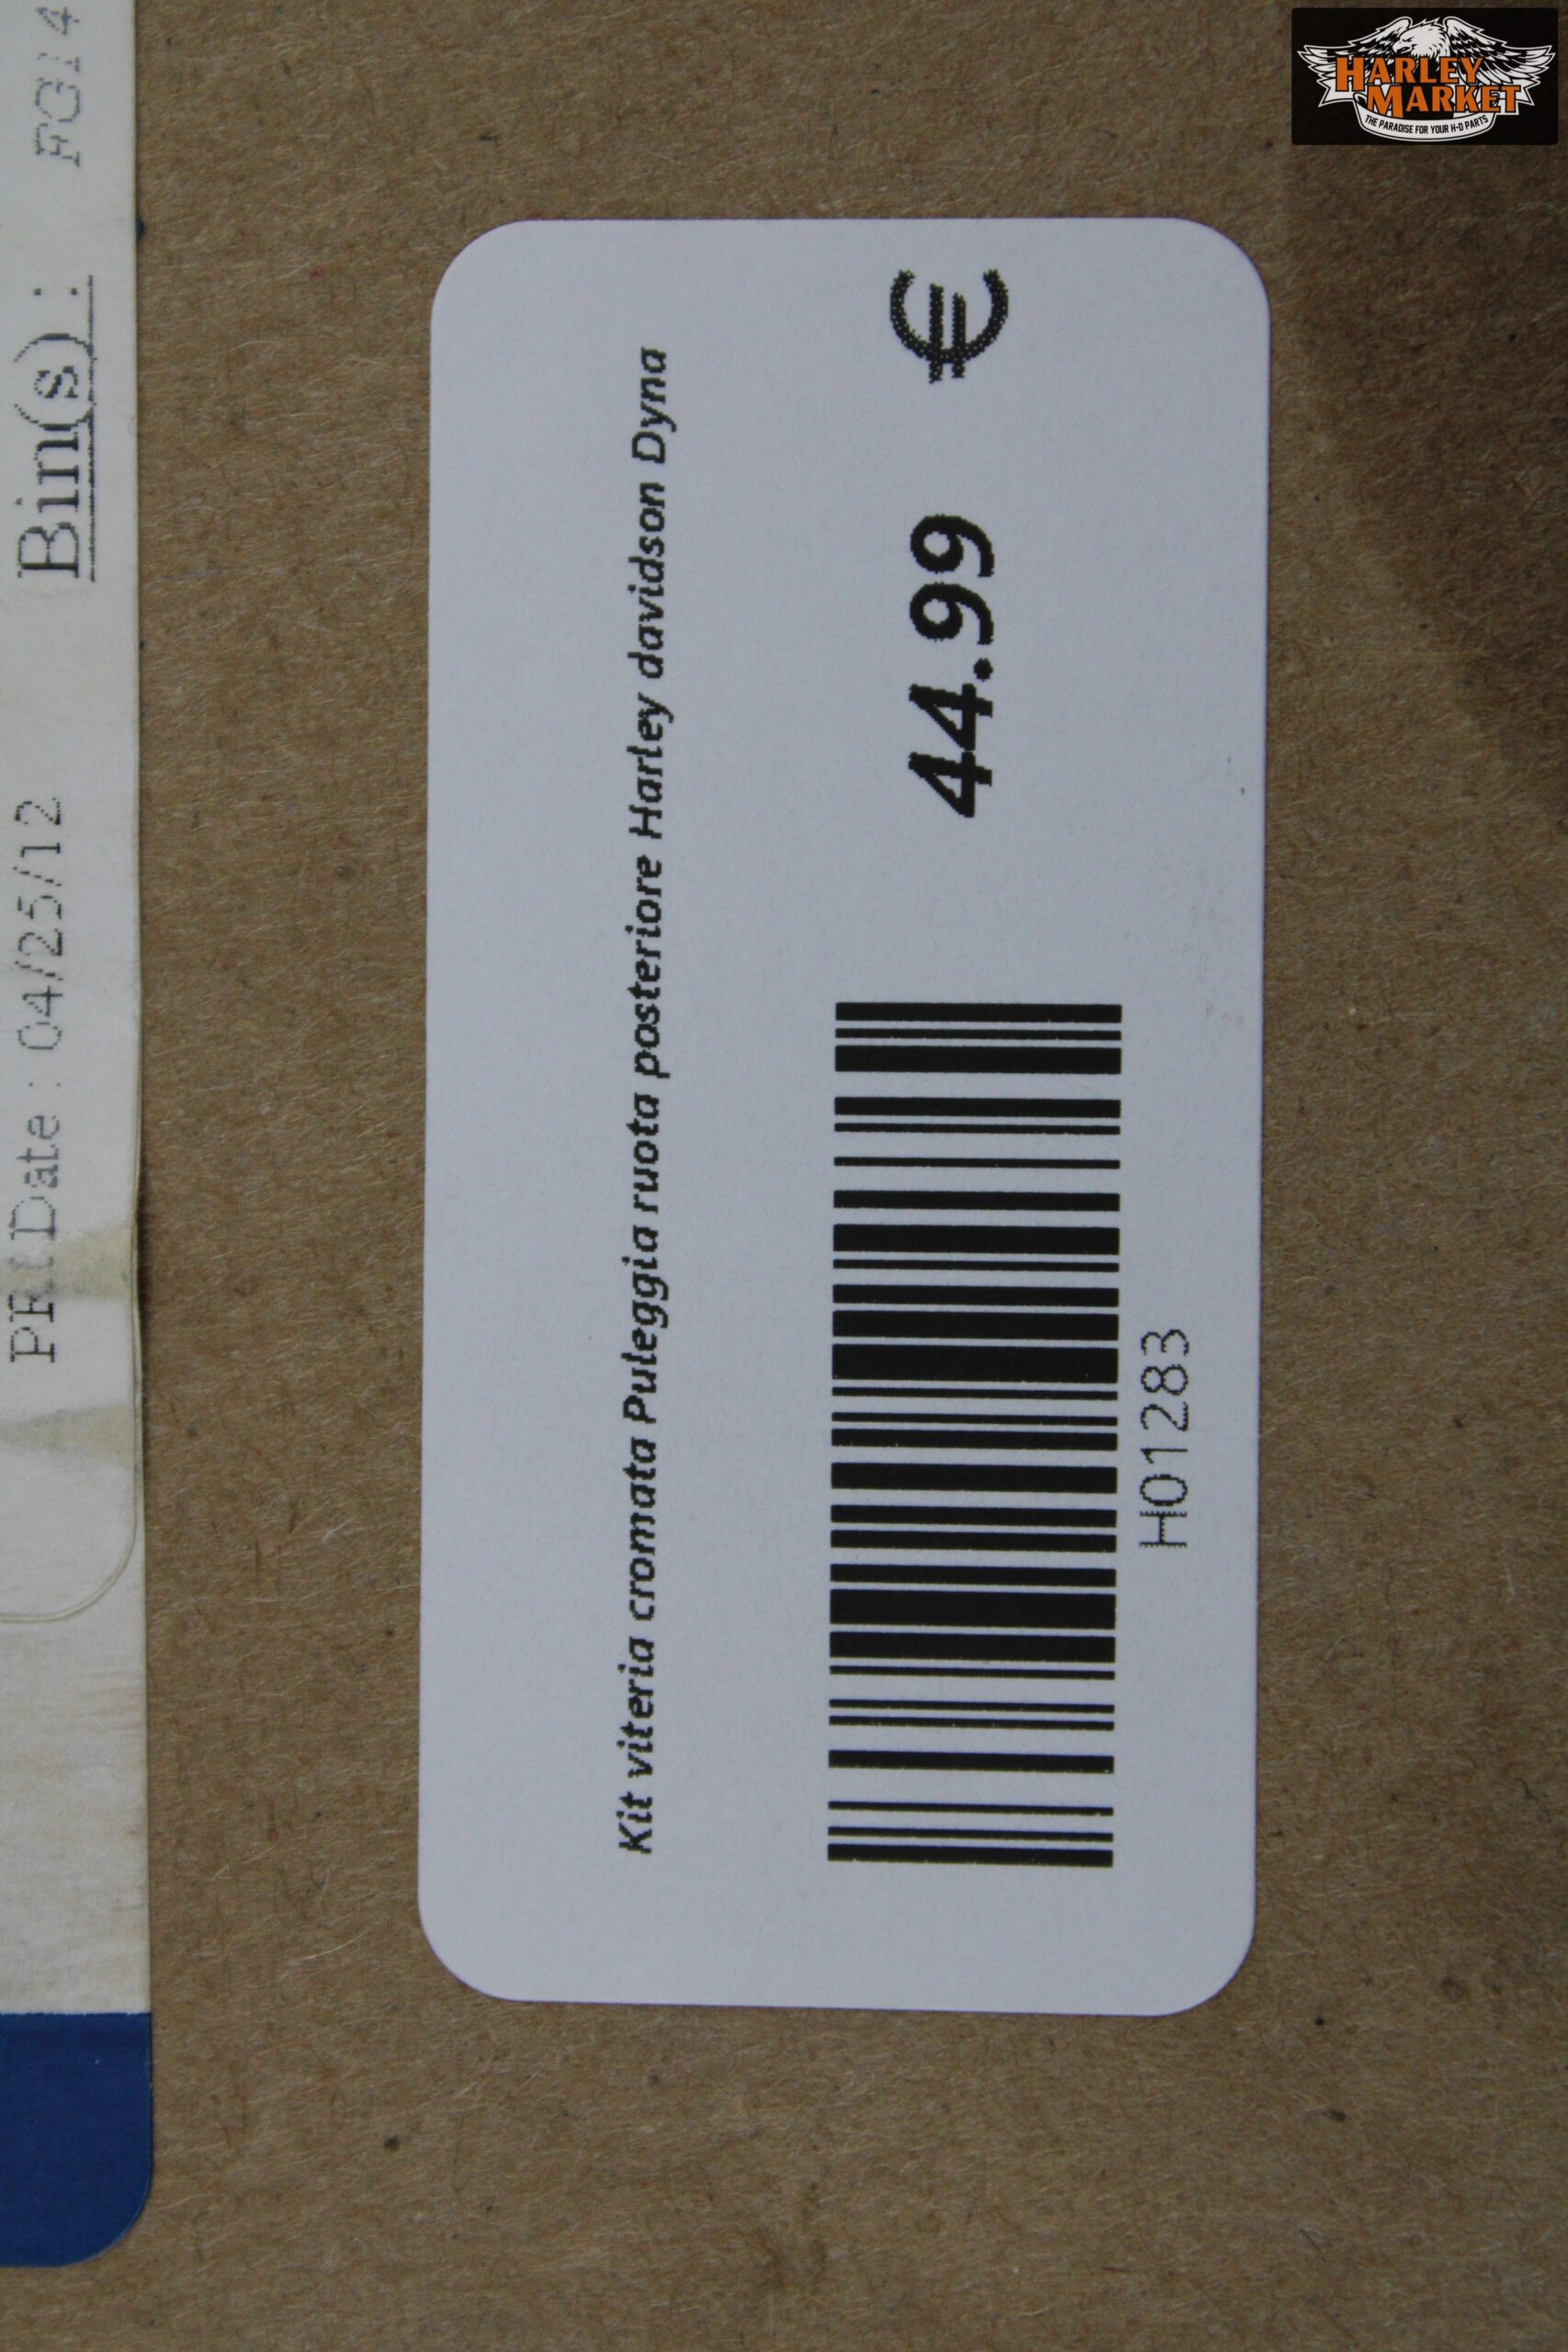 HARLEY
MARKET
THE PARADISE FOR YOUR H-D PARTS
Bin(s) :
PRI Date : 04/25/12
Kit viteria cromata Puleggia ruota posteriore Harley davidson Dyna
44.99 €
H01283